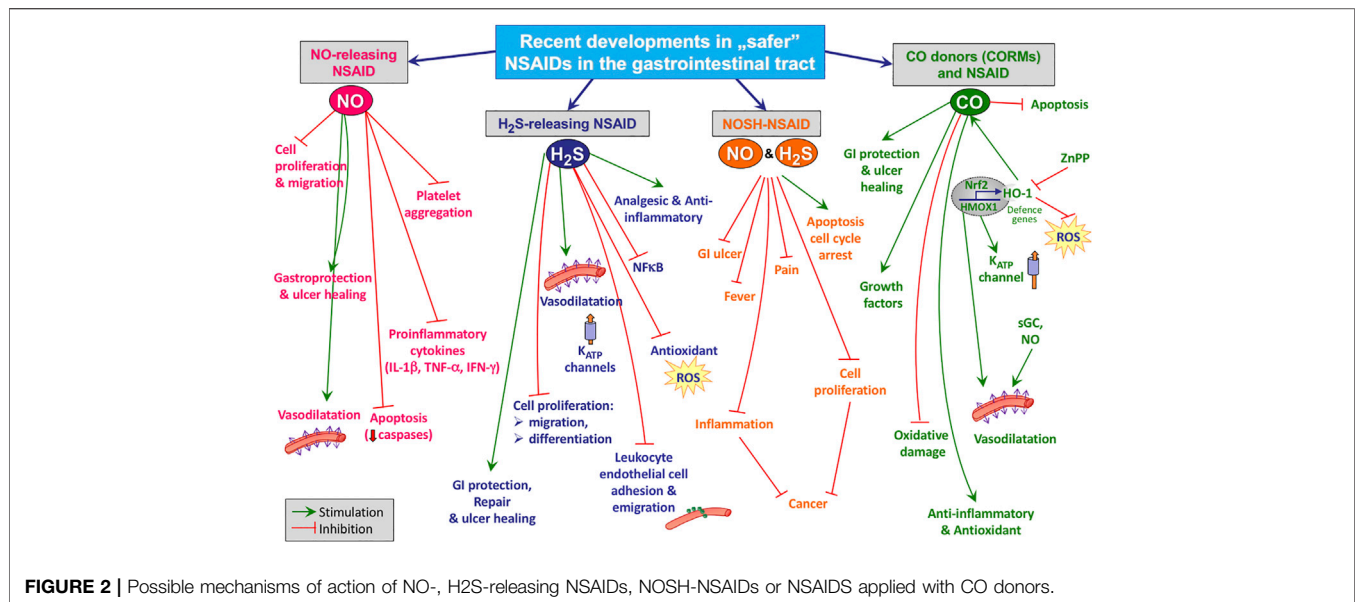 Recent developments in „safer”
NSAIDs in the gastrointestinal tract
NO-releasing
NSAID
NO
Cell
proliferation
& migration
Platelet
aggregation
Gastroprotection
& ulcer healing
Proinflammatory
cytokines
(IL-1β, TNF-α, IFN-γ)
Vasodilatation
Apoptosis
(caspases)
H₂S-releasing NSAID
H₂S
Analgesic & Anti-
inflammatory
NFκB
Vasodilatation
K_ATP
channels
Antioxidant
ROS
Cell proliferation:
➢ migration,
➢ differentiation
Leukocyte
endothelial cell
adhesion &
emigration
GI protection,
Repair
& ulcer healing
NOSH-NSAID
NO & H₂S
Apoptosis
cell cycle
arrest
GI ulcer
Pain
Fever
Cell
proliferation
Inflammation
Cancer
CO donors (CORMs)
and NSAID
CO
Apoptosis
GI protection
& ulcer
healing
ZnPP
Nrf2
HO-1
HMOX1
Defence
genes
ROS
K_ATP
channel
Growth
factors
sGC,
NO
Vasodilatation
Oxidative
damage
Anti-inflammatory
& Antioxidant
Stimulation
Inhibition
FIGURE 2 | Possible mechanisms of action of NO-, H2S-releasing NSAIDs, NOSH-NSAIDs or NSAIDS applied with CO donors.